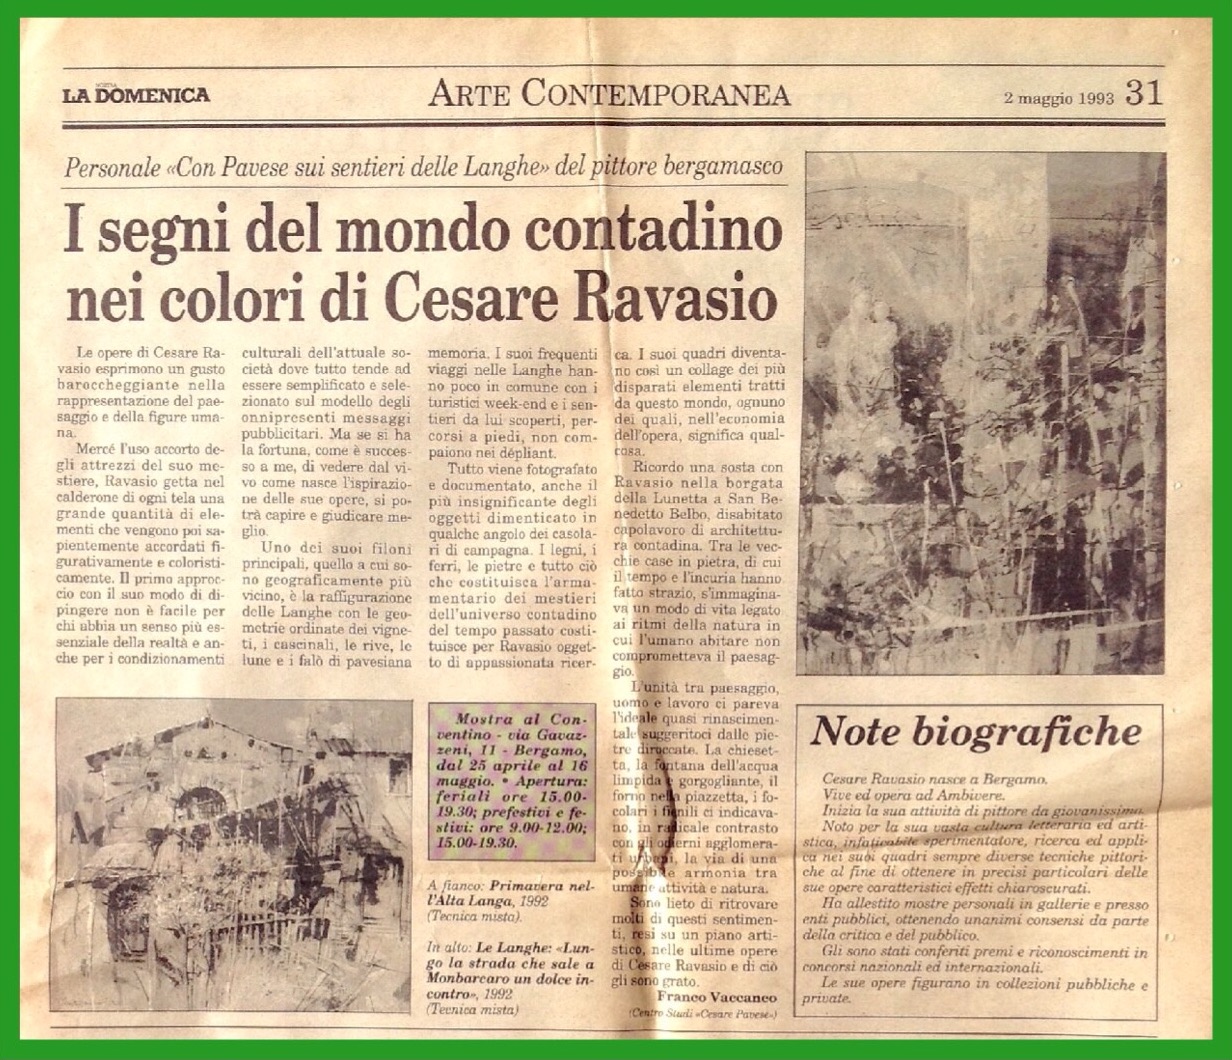 LA DOMENICA
ARTE CONTEMPORANEA
2 maggio 1993 31
Personale «Con Pavese sui sentieri delle Langhe» del pittore bergamasco
I segni del mondo contadino
nei colori di Cesare Ravasio
Le opere di Cesare Ra-
vasio esprimono un gusto
baroccheggiante nella
rappresentazione del pae-
saggio e della figure uma-
na.
Mercé l'uso accorto de-
gli attrezzi del suo me-
stiere, Ravasio getta nel
calderone di ogni tela una
grande quantità di ele-
menti che vengono poi sa-
pientemente accordati fi-
gurativamente e coloristi-
camente. Il primo approc-
cio con il suo modo di di-
pingere non è facile per
chi abbia un senso più es-
senziale della realtà e an-
che per i condizionamenti
culturali dell'attuale so-
cietà dove tutto tende ad
essere semplificato e sele-
zionato sul modello degli
onnipresenti messaggi
pubblicitari. Ma se si ha
la fortuna, come è succes-
so a me, di vedere dal vi-
vo come nasce l'ispirazio-
ne delle sue opere, si po-
trà capire e giudicare me-
glio.
Uno dei suoi filoni
principali, quello a cui so-
no geograficamente più
vicino, è la raffigurazione
delle Langhe con le geo-
metrie ordinate dei vigne-
ti, i cascinali, le rive, le
lune e i falò di pavesiana
memoria. I suoi frequenti
viaggi nelle Langhe han-
no poco in comune con i
turistici week-end e i sen-
tieri da lui scoperti, per-
corsi a piedi, non com-
paiono nei dépliant.
Tutto viene fotografato
e documentato, anche il
più insignificante degli
oggetti dimenticato in
qualche angolo dei casola-
ri di campagna. I legni, i
ferri, le pietre e tutto ciò
che costituisca l'arma-
mentario dei mestieri
dell'universo contadino
del tempo passato costi-
tuisce per Ravasio ogget-
to di appassionata ricer-
ca. I suoi quadri diventa-
no così un collage dei più
disparati elementi tratti
da questo mondo, ognuno
dei quali, nell'economia
dell'opera, significa qual-
cosa.
Ricordo una sosta con
Ravasio nella borgata
della Lunetta a San Be-
nedetto Belbo, disabitato
capolavoro di architettu-
ra contadina. Tra le vec-
chie case in pietra, di cui
il tempo e l'incuria hanno
fatto strazio, s'immagina-
va un modo di vita legato
ai ritmi della natura in
cui l'umano abitare non
comprometteva il paesag-
gio.
L'unità tra paesaggio,
uomo e lavoro ci pareva
l'ideale quasi rinascimen-
tale suggeritoci dalle pie-
tre diroccate. La chieset-
ta, la fontana dell'acqua
limpida e gorgogliante, il
forno nella piazzetta, i fo-
colari i fienili ci indicava-
no, in radicale contrasto
con gli odierni agglomera-
ti urbani, la via di una
possibile armonia tra
umane attività e natura.
Sono lieto di ritrovare
molti di questi sentimen-
ti, resi su un piano arti-
stico, nelle ultime opere
di Cesare Ravasio e di ciò
gli sono grato.
Franco Vaccaneo
(Centro Studi «Cesare Pavese»)
Mostra al Con-
ventino - via Gavaz-
zeni, 11 - Bergamo,
dal 25 aprile al 16
maggio. • Apertura:
feriali ore 15.00-
19.30; prefestivi e fe-
stivi: ore 9.00-12.00;
15.00-19.30.
A fianco: Primavera nel-
l'Alta Langa, 1992
(Tecnica mista).
In alto: Le Langhe: «Lun-
go la strada che sale a
Monbarcaro un dolce in-
contro», 1992
(Tecnica mista)
Note biografiche
Cesare Ravasio nasce a Bergamo.
Vive ed opera ad Ambivere.
Inizia la sua attività di pittore da giovanissimo.
Noto per la sua vasta cultura letteraria ed arti-
stica, infaticabile sperimentatore, ricerca ed appli-
ca nei suoi quadri sempre diverse tecniche pittori-
che al fine di ottenere in precisi particolari delle
sue opere caratteristici effetti chiaroscurati.
Ha allestito mostre personali in gallerie e presso
enti pubblici, ottenendo unanimi consensi da parte
della critica e del pubblico.
Gli sono stati conferiti premi e riconoscimenti in
concorsi nazionali ed internazionali.
Le sue opere figurano in collezioni pubbliche e
private.